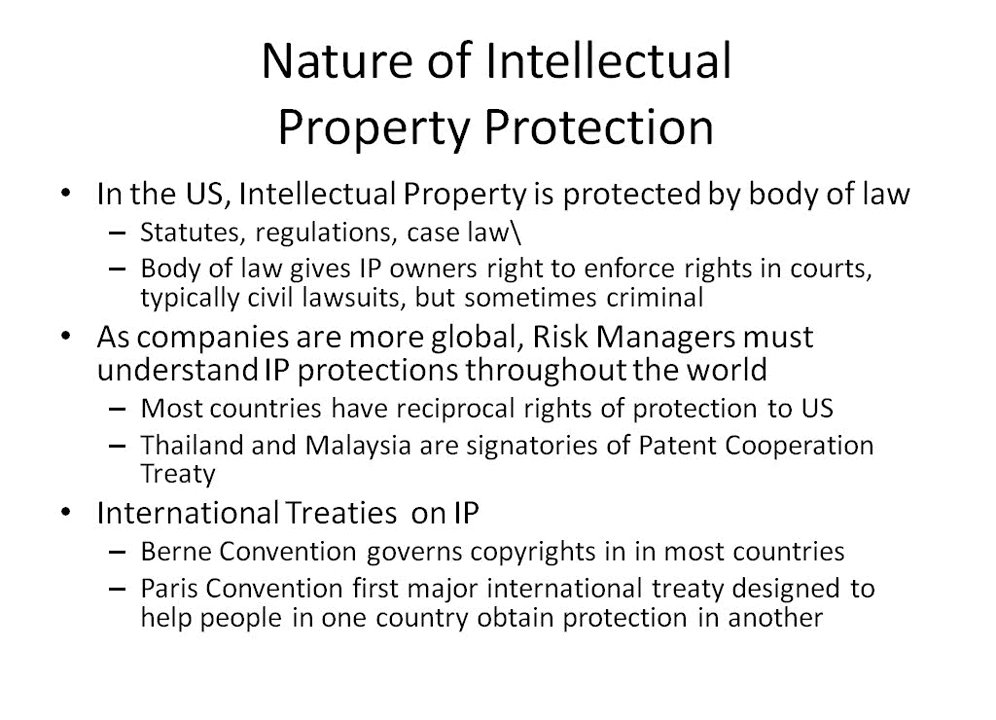 Nature of Intellectual
Property Protection
• In the US, Intellectual Property is protected by body of law
– Statutes, regulations, case law\
– Body of law gives IP owners right to enforce rights in courts,
typically civil lawsuits, but sometimes criminal
• As companies are more global, Risk Managers must
understand IP protections throughout the world
– Most countries have reciprocal rights of protection to US
– Thailand and Malaysia are signatories of Patent Cooperation
Treaty
• International Treaties on IP
– Berne Convention governs copyrights in in most countries
– Paris Convention first major international treaty designed to
help people in one country obtain protection in another